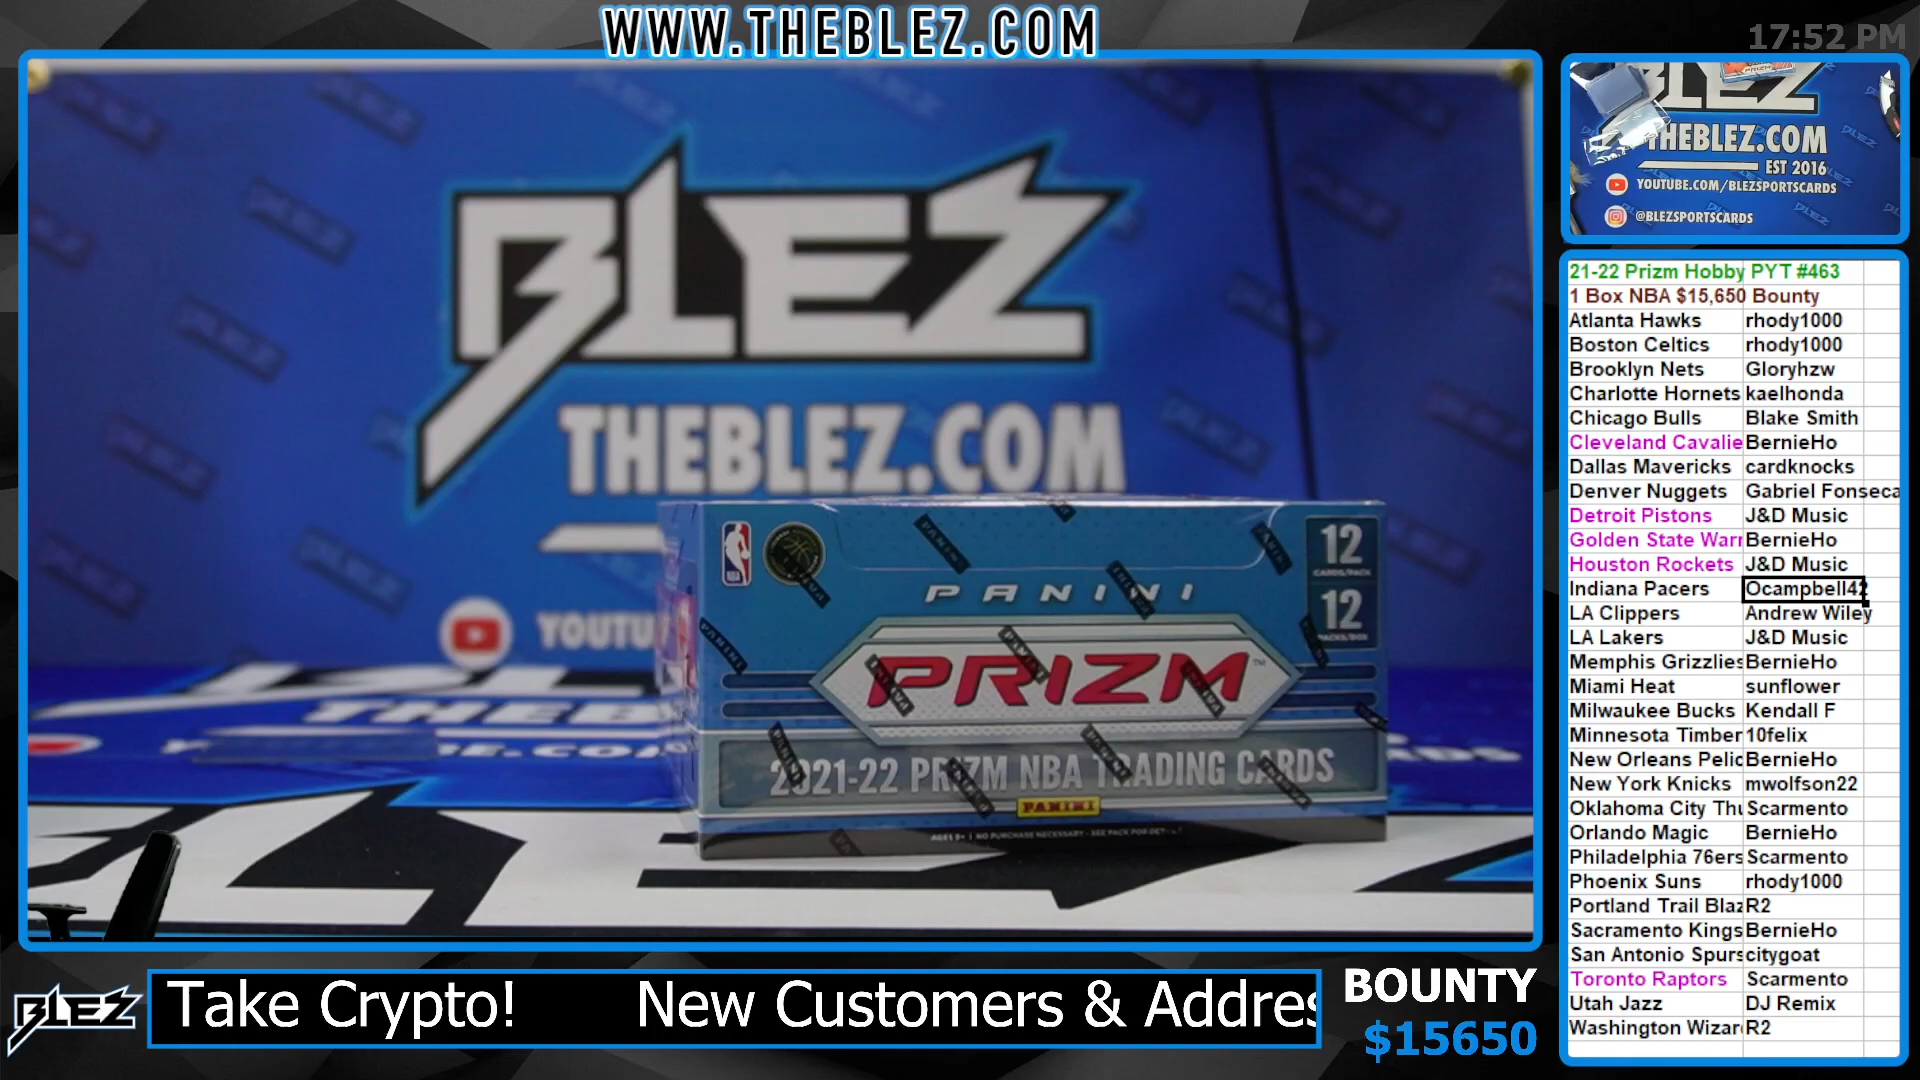 WWW.THEBLEZ.COM
17:52 PM
BLEZ
THEBLEZ.COM
YOUTU
12
CARDS/PACK
12
PACKS/BOX
NBA
PANINI
PRIZM
2021-22 PRIZM NBA TRADING CARDS
PANINI
BLEZ
THEBLEZ.COM
EST 2016
YOUTUBE.COM/BLEZSPORTSCARDS
@BLEZSPORTSCARDS
21-22 Prizm Hobby PYT #463
1 Box NBA $15,650 Bounty
Atlanta Hawks rhody1000
Boston Celtics rhody1000
Brooklyn Nets Gloryhzw
Charlotte Hornets kaelhonda
Chicago Bulls Blake Smith
Cleveland Cavalie BernieHo
Dallas Mavericks cardknocks
Denver Nuggets Gabriel Fonseca
Detroit Pistons J&D Music
Golden State Warr BernieHo
Houston Rockets J&D Music
Indiana Pacers Ocampbell42
LA Clippers Andrew Wiley
LA Lakers J&D Music
Memphis Grizzlies BernieHo
Miami Heat sunflower
Milwaukee Bucks Kendall F
Minnesota Timber 10felix
New Orleans Pelic BernieHo
New York Knicks mwolfson22
Oklahoma City Thu Scarmento
Orlando Magic BernieHo
Philadelphia 76ers Scarmento
Phoenix Suns rhody1000
Portland Trail Blaz R2
Sacramento Kings BernieHo
San Antonio Spurs citygoat
Toronto Raptors Scarmento
Utah Jazz DJ Remix
Washington Wizar R2
BLEZ
Take Crypto! New Customers & Addres
BOUNTY
$15650